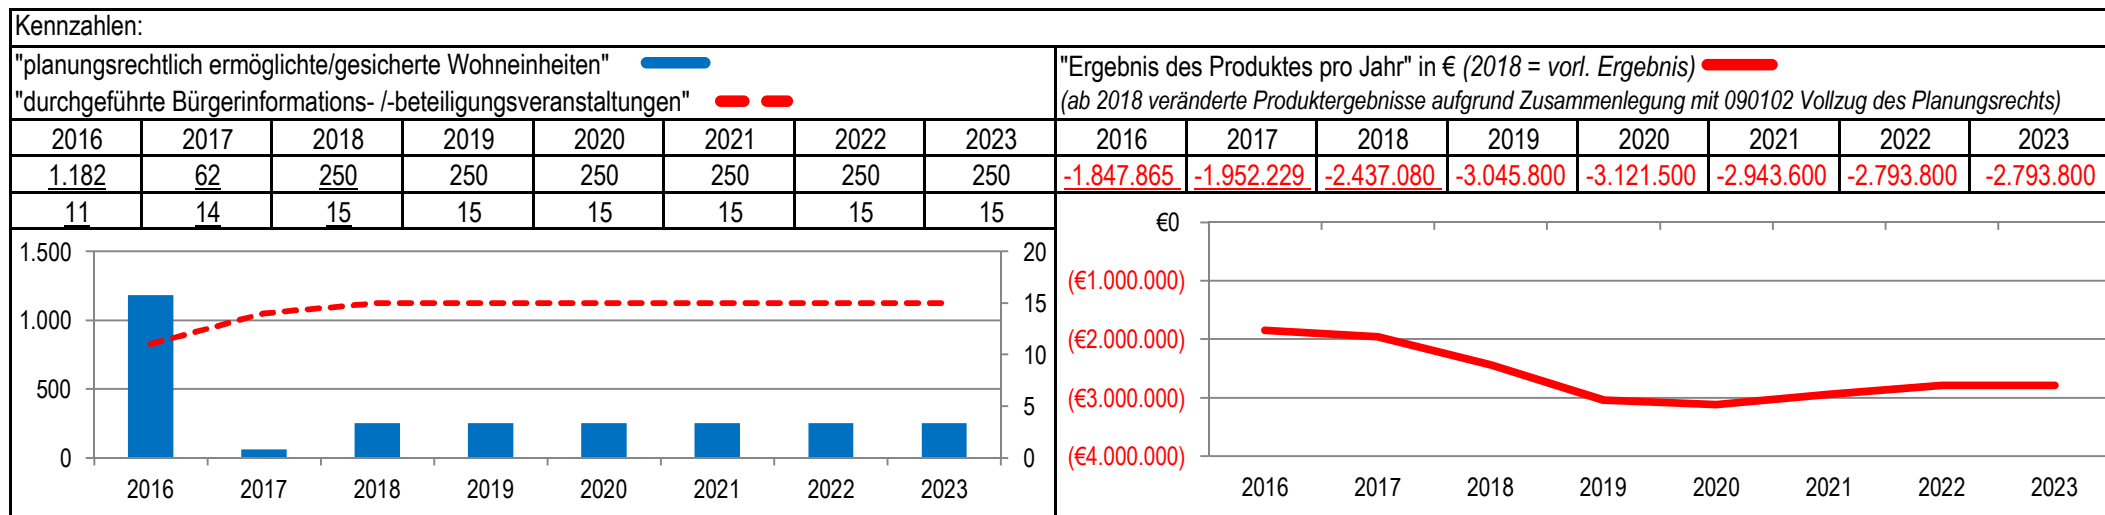 Kennzahlen:
"planungsrechtlich ermöglichte/gesicherte Wohneinheiten"
"durchgeführte Bürgerinformations- /-beteiligungsveranstaltungen"
2016 2017 2018 2019 2020 2021 2022 2023
1.182 62 250 250 250 250 250 250
11 14 15 15 15 15 15 15
1.500 20
15
1.000
10
500
5
0 0
2016 2017 2018 2019 2020 2021 2022 2023
"Ergebnis des Produktes pro Jahr" in € (2018 = vorl. Ergebnis)
(ab 2018 veränderte Produktergebnisse aufgrund Zusammenlegung mit 090102 Vollzug des Planungsrechts)
2016 2017 2018 2019 2020 2021 2022 2023
-1.847.865 -1.952.229 -2.437.080 -3.045.800 -3.121.500 -2.943.600 -2.793.800 -2.793.800
€0
(€1.000.000)
(€2.000.000)
(€3.000.000)
(€4.000.000)
2016 2017 2018 2019 2020 2021 2022 2023